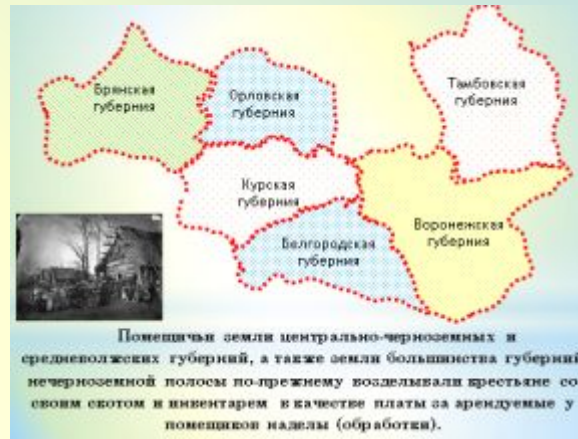 Брянская
губерния
Орловская
губерния
Тамбовская
губерния
Курская
губерния
Воронежская
губерния
Белгородская
губерния
Помещичьи земли центрально-черноземных и
средневолжских губерний, а также земли большинства губерний
нечерноземной полосы по-прежнему возделывали крестьяне со
своим скотом и инвентарем в качестве платы за арендуемые у
помещиков наделы (обработки).